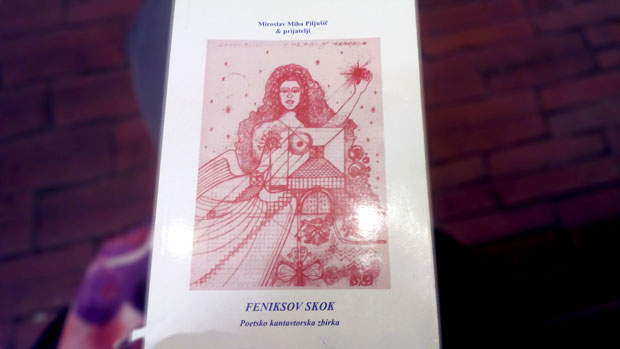 Miroslav Miha Piljušić
& prijatelji
FENIKSOV SKOK
Poetsko kantavtorska zbirka